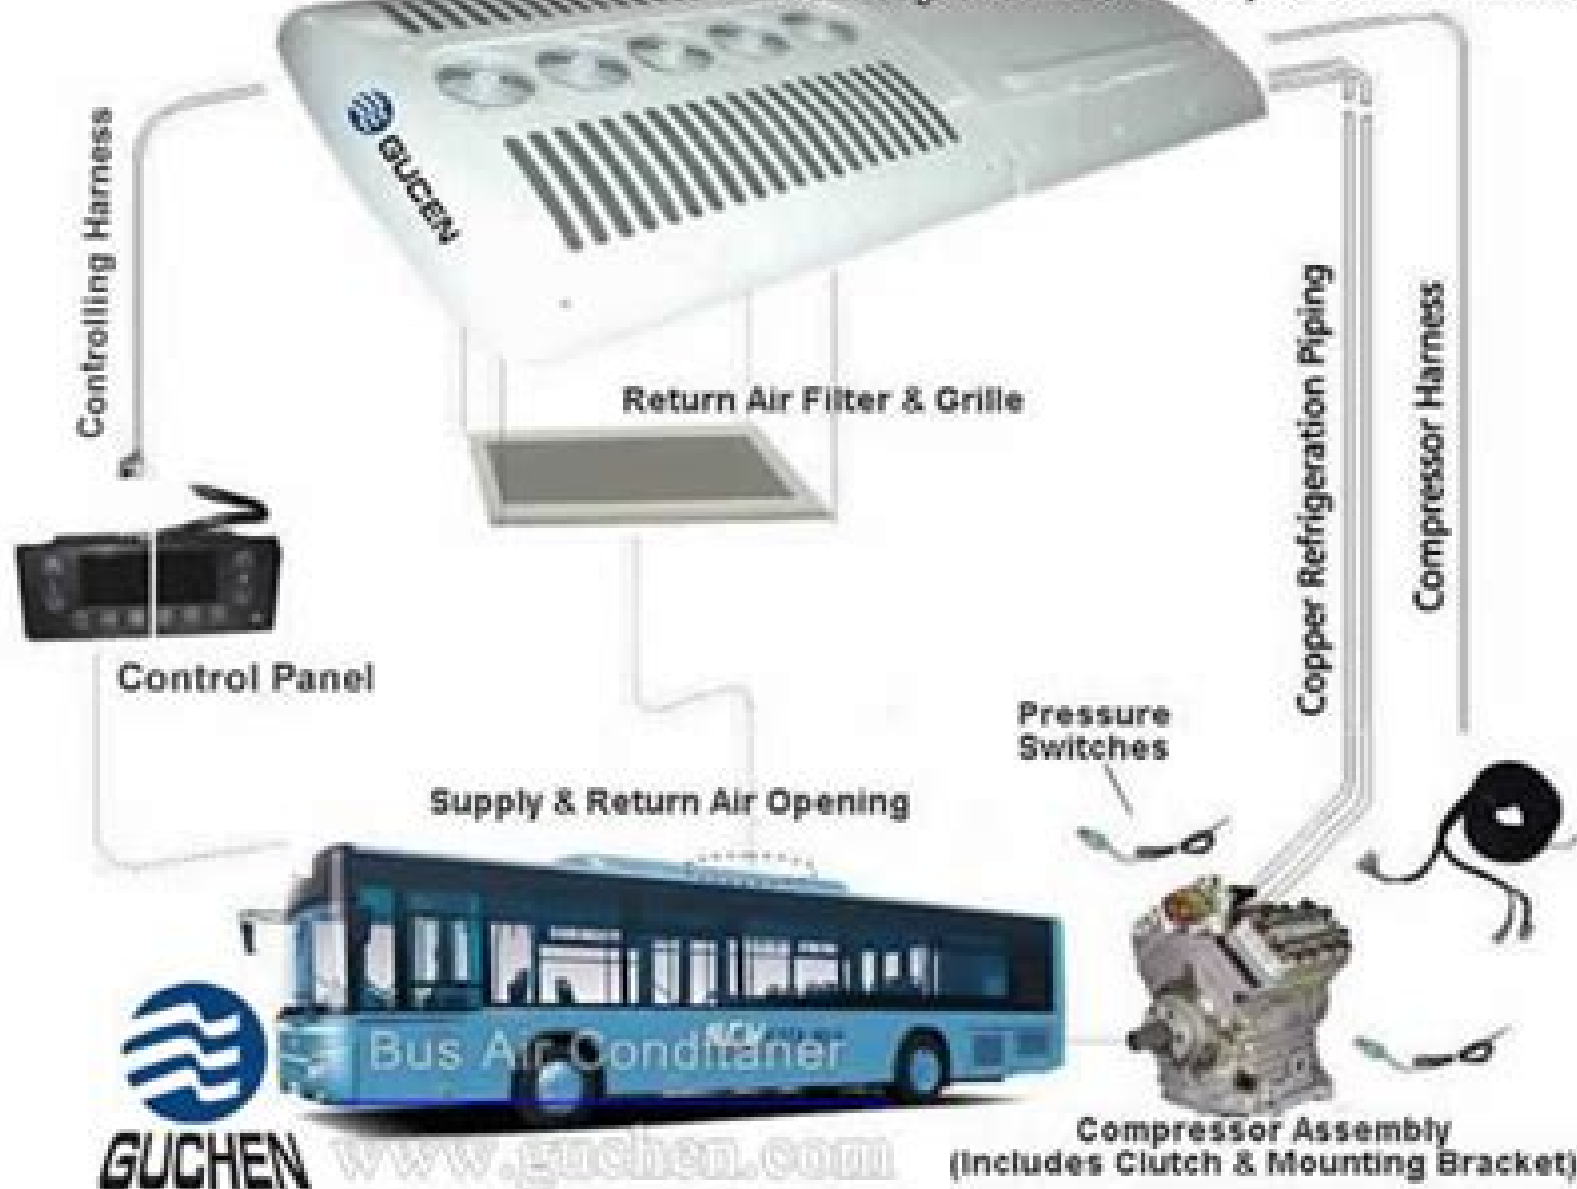 GUCEN
Controlling Harness
Return Air Filter & Grille
Copper Refrigeration Piping
Compressor Harness
Control Panel
Pressure
Switches
Supply & Return Air Opening
Bus Air Conditaner
GUCHEN
www.guchen.com
Compressor Assembly
(Includes Clutch & Mounting Bracket)